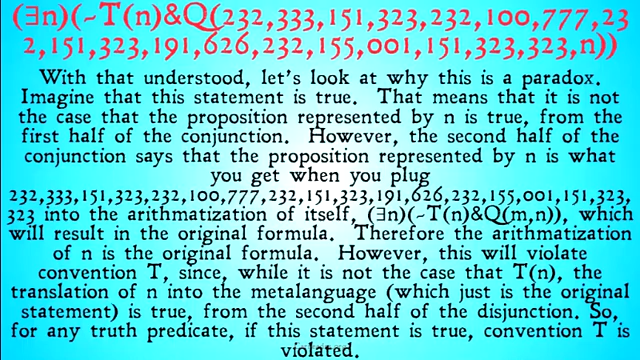 (∃n)(~T(n)&Q(232,333,151,323,232,100,777,23
2,151,323,191,626,232,155,001,151,323,323,n))
With that understood, let's look at why this is a paradox.
Imagine that this statement is true. That means that it is not
the case that the proposition represented by n is true, from the
first half of the conjunction. However, the second half of the
conjunction says that the proposition represented by n is what
you get when you plug
232,333,151,323,232,100,777,232,151,323,191,626,232,155,001,151,323,
323 into the arithmatization of itself, (∃n)(~T(n)&Q(m,n)), which
will result in the original formula. Therefore the arithmatization
of n is the original formula. However, this will violate
convention T, since, while it is not the case that T(n), the
translation of n into the metalanguage (which just is the original
statement) is true, from the second half of the disjunction. So,
for any truth predicate, if this statement is true, convention T is
violated.